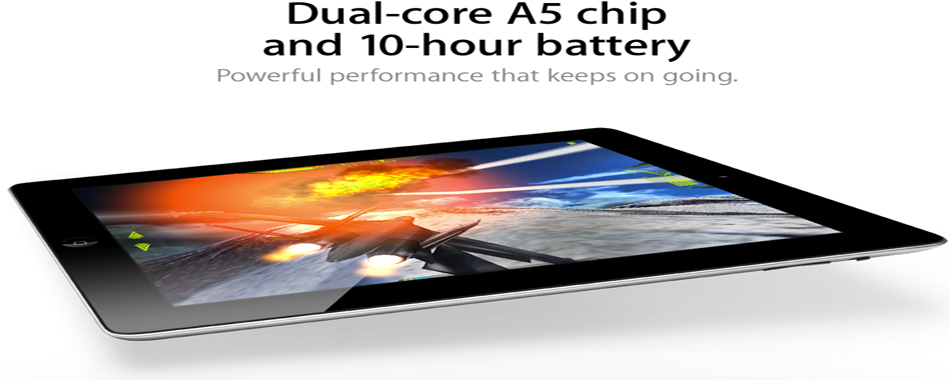 Dual-core A5 chip
and 10-hour battery
Powerful performance that keeps on going.